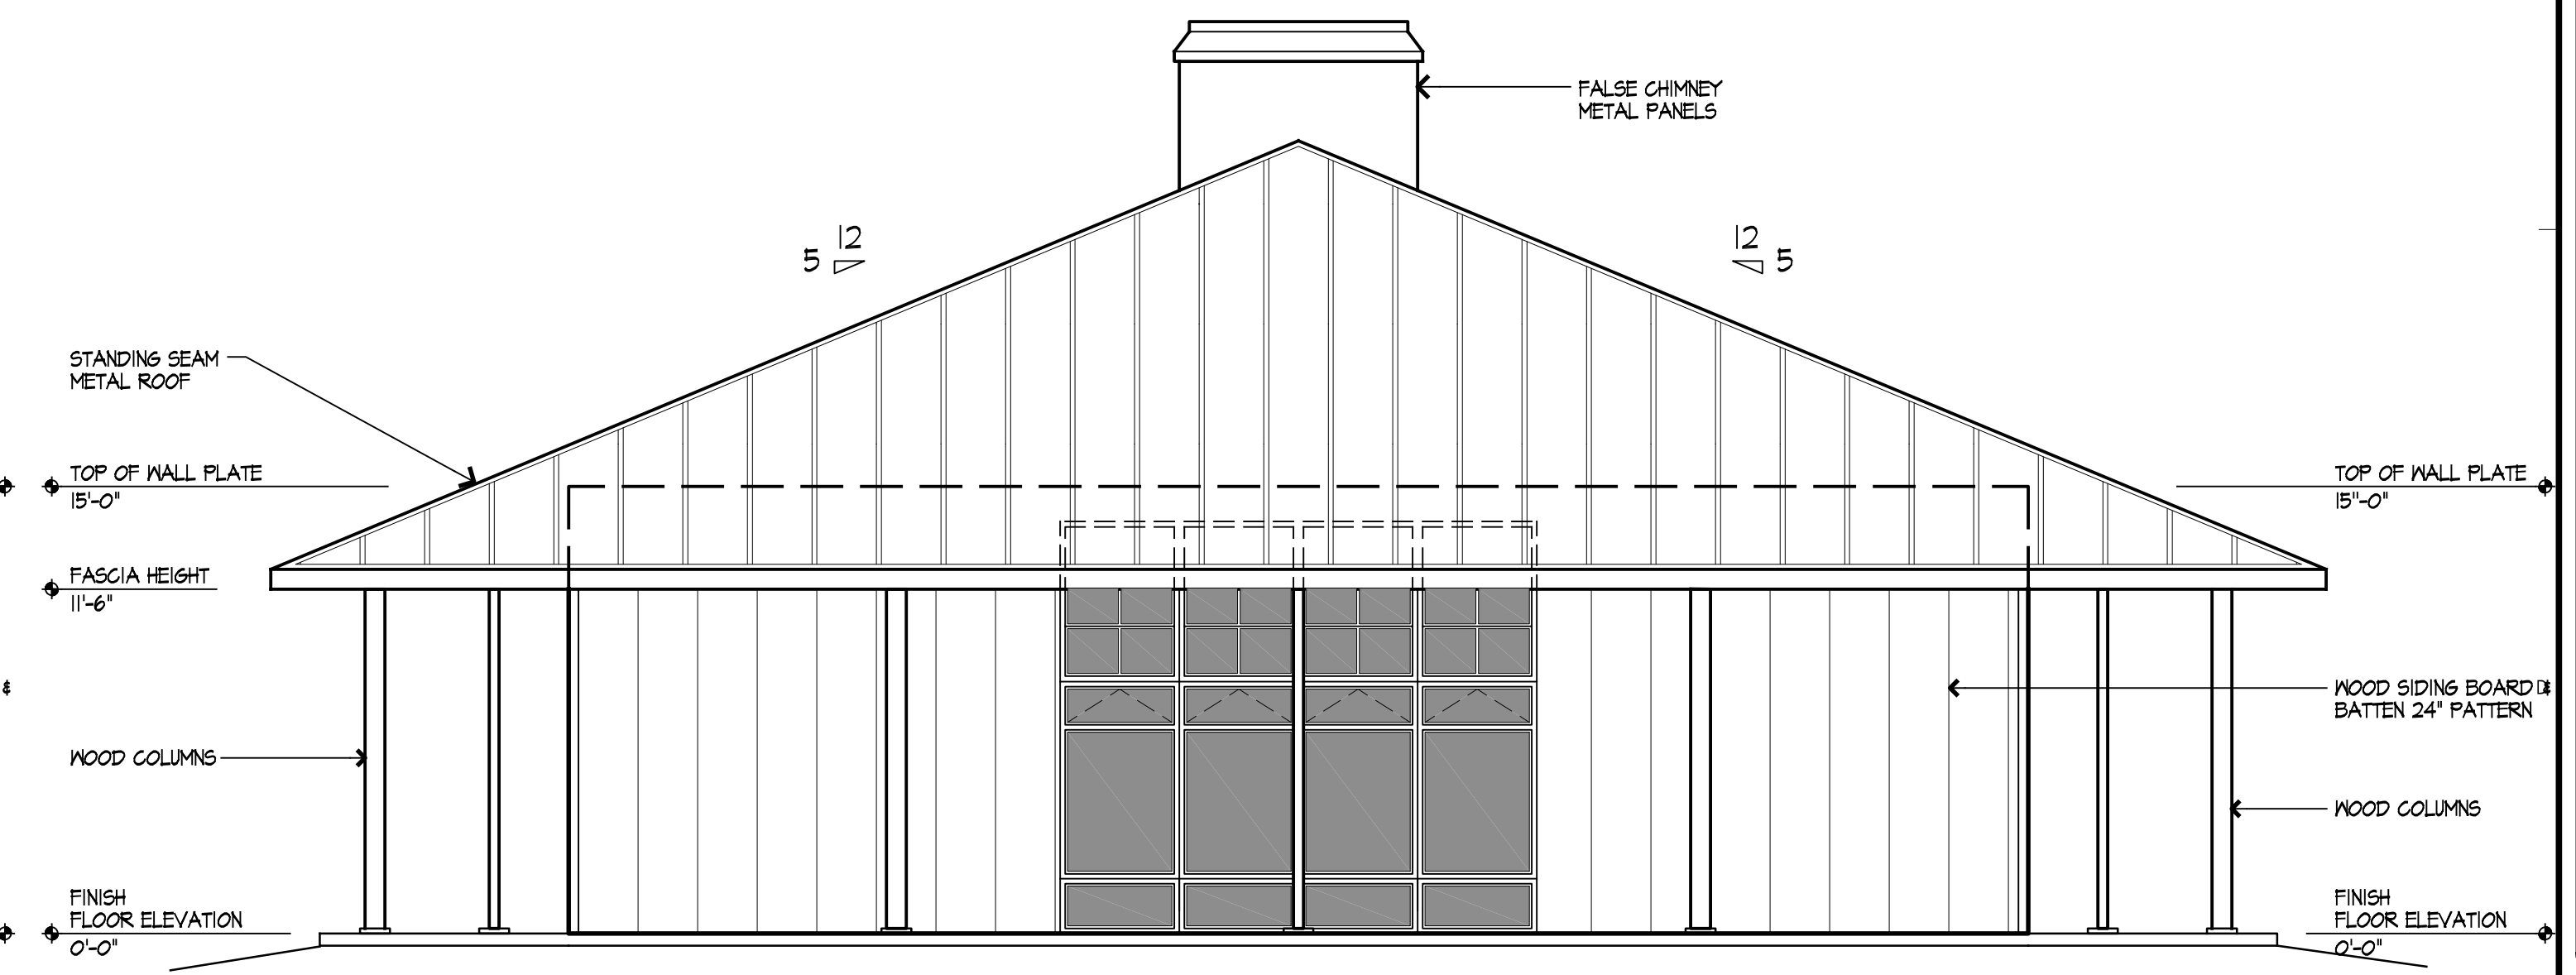 FALSE CHIMNEY
METAL PANELS
12
5
12
5
STANDING SEAM
METAL ROOF
TOP OF WALL PLATE
15'-0"
TOP OF WALL PLATE
15"-0"
FASCIA HEIGHT
11'-6"
&
WOOD SIDING BOARD &
BATTEN 24" PATTERN
WOOD COLUMNS
WOOD COLUMNS
FINISH
FLOOR ELEVATION
0'-0"
FINISH
FLOOR ELEVATION
0'-0"